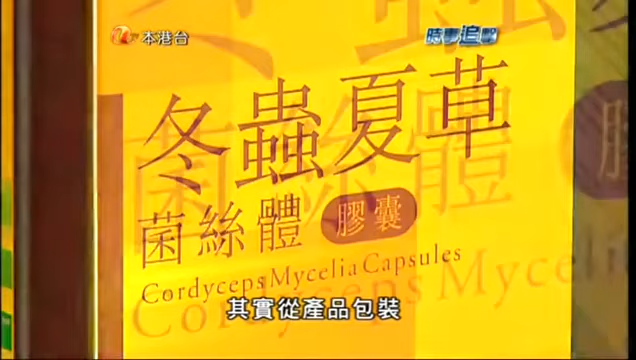 本港台
時事追擊
冬蟲夏草
菌絲體 膠囊
Cordyceps Mycelia Capsules
其實從產品包裝